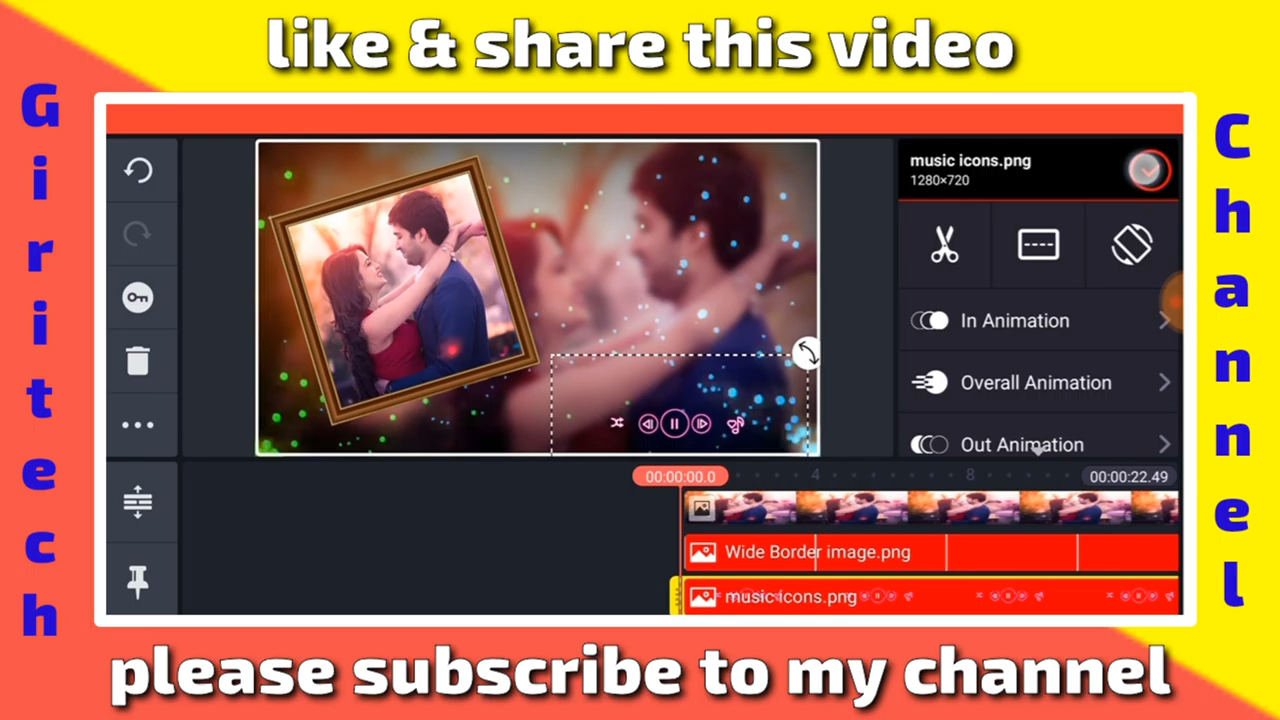 like & share this video
Giritech
Channel
music icons.png
1280×720
In Animation
Overall Animation
Out Animation
00:00:00.0
4
8
00:00:22.49
Wide Border image.png
music icons.png
please subscribe to my channel